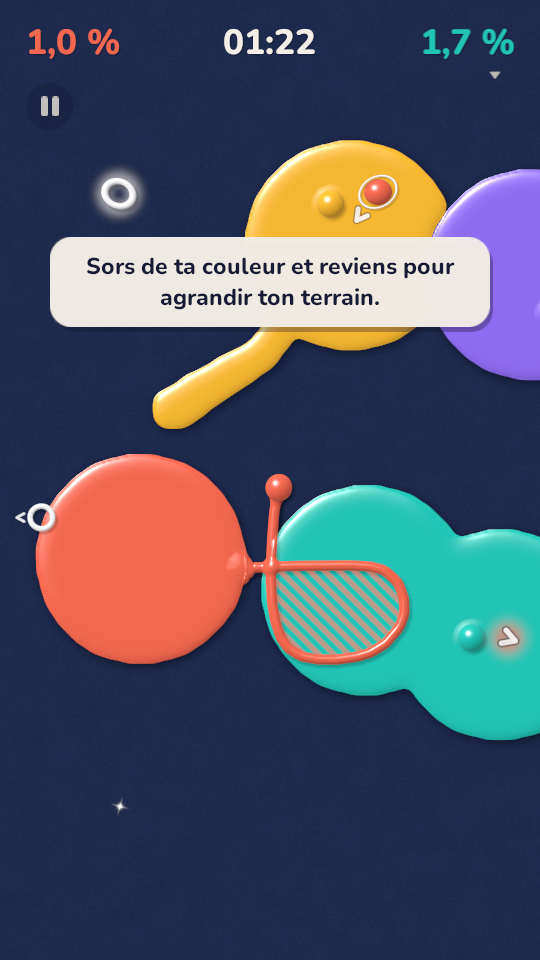 1,0 %
01:22
1,7 %
Sors de ta couleur et reviens pour
agrandir ton terrain.